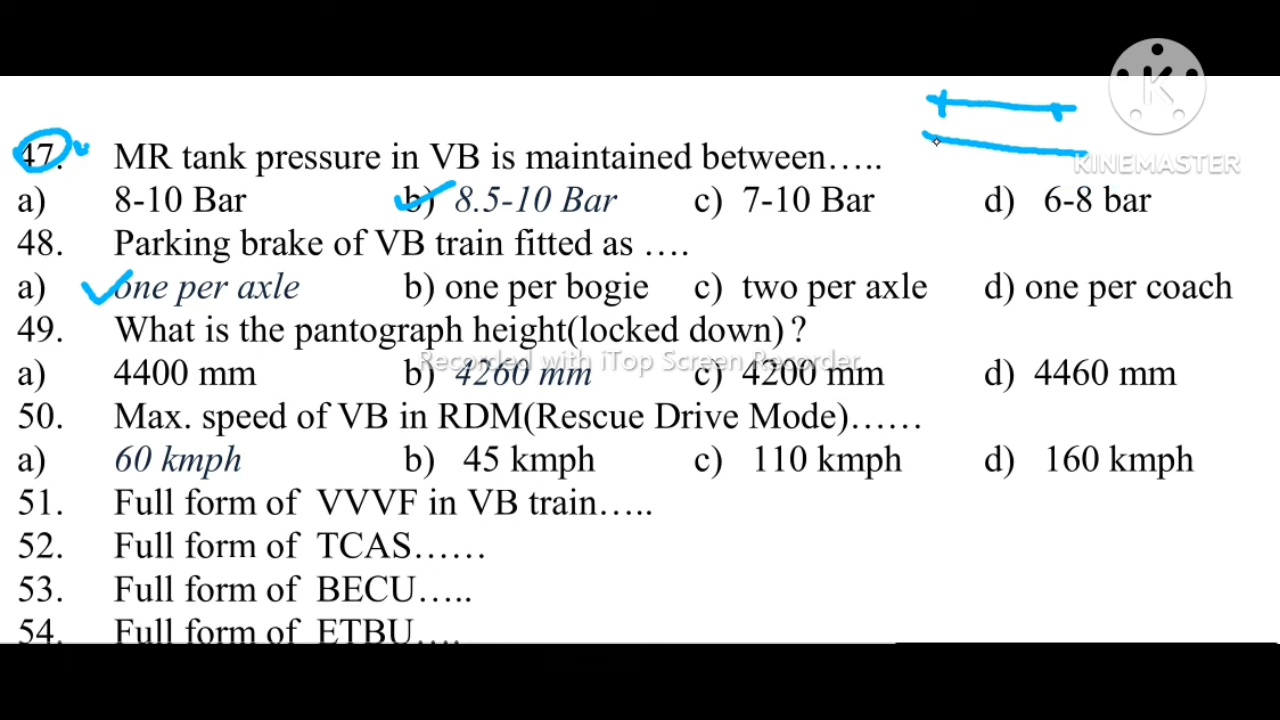 KINEMASTER
47. MR tank pressure in VB is maintained between…..
a) 8-10 Bar b) 8.5-10 Bar c) 7-10 Bar d) 6-8 bar
48. Parking brake of VB train fitted as ….
a) one per axle b) one per bogie c) two per axle d) one per coach
49. What is the pantograph height(locked down)?
Recorded with iTop Screen Recorder
a) 4400 mm b) 4260 mm c) 4200 mm d) 4460 mm
50. Max. speed of VB in RDM(Rescue Drive Mode)……
a) 60 kmph b) 45 kmph c) 110 kmph d) 160 kmph
51. Full form of VVVF in VB train…..
52. Full form of TCAS……
53. Full form of BECU…..
54. Full form of ETBU….